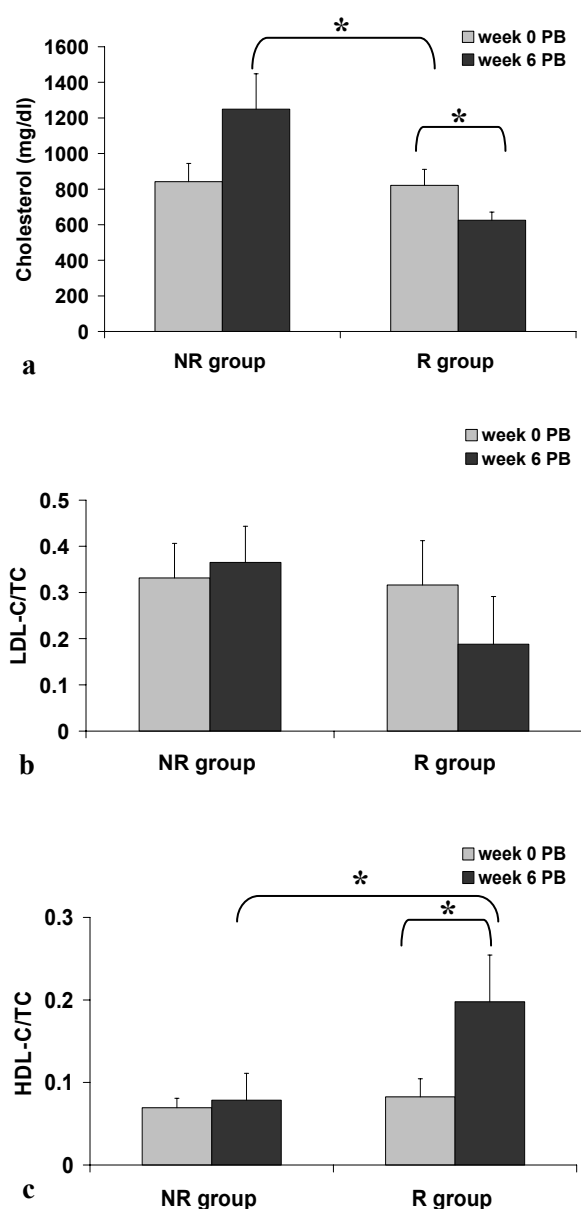 *
week 0 PB
week 6 PB
1600
1400
1200
1000
800
600
400
200
0
Cholesterol (mg/dl)
*
NR group
R group
a
week 0 PB
week 6 PB
0.5
0.4
0.3
0.2
0.1
0
LDL-C/TC
NR group
R group
b
week 0 PB
week 6 PB
*
*
0.3
0.2
0.1
0
HDL-C/TC
NR group
R group
c